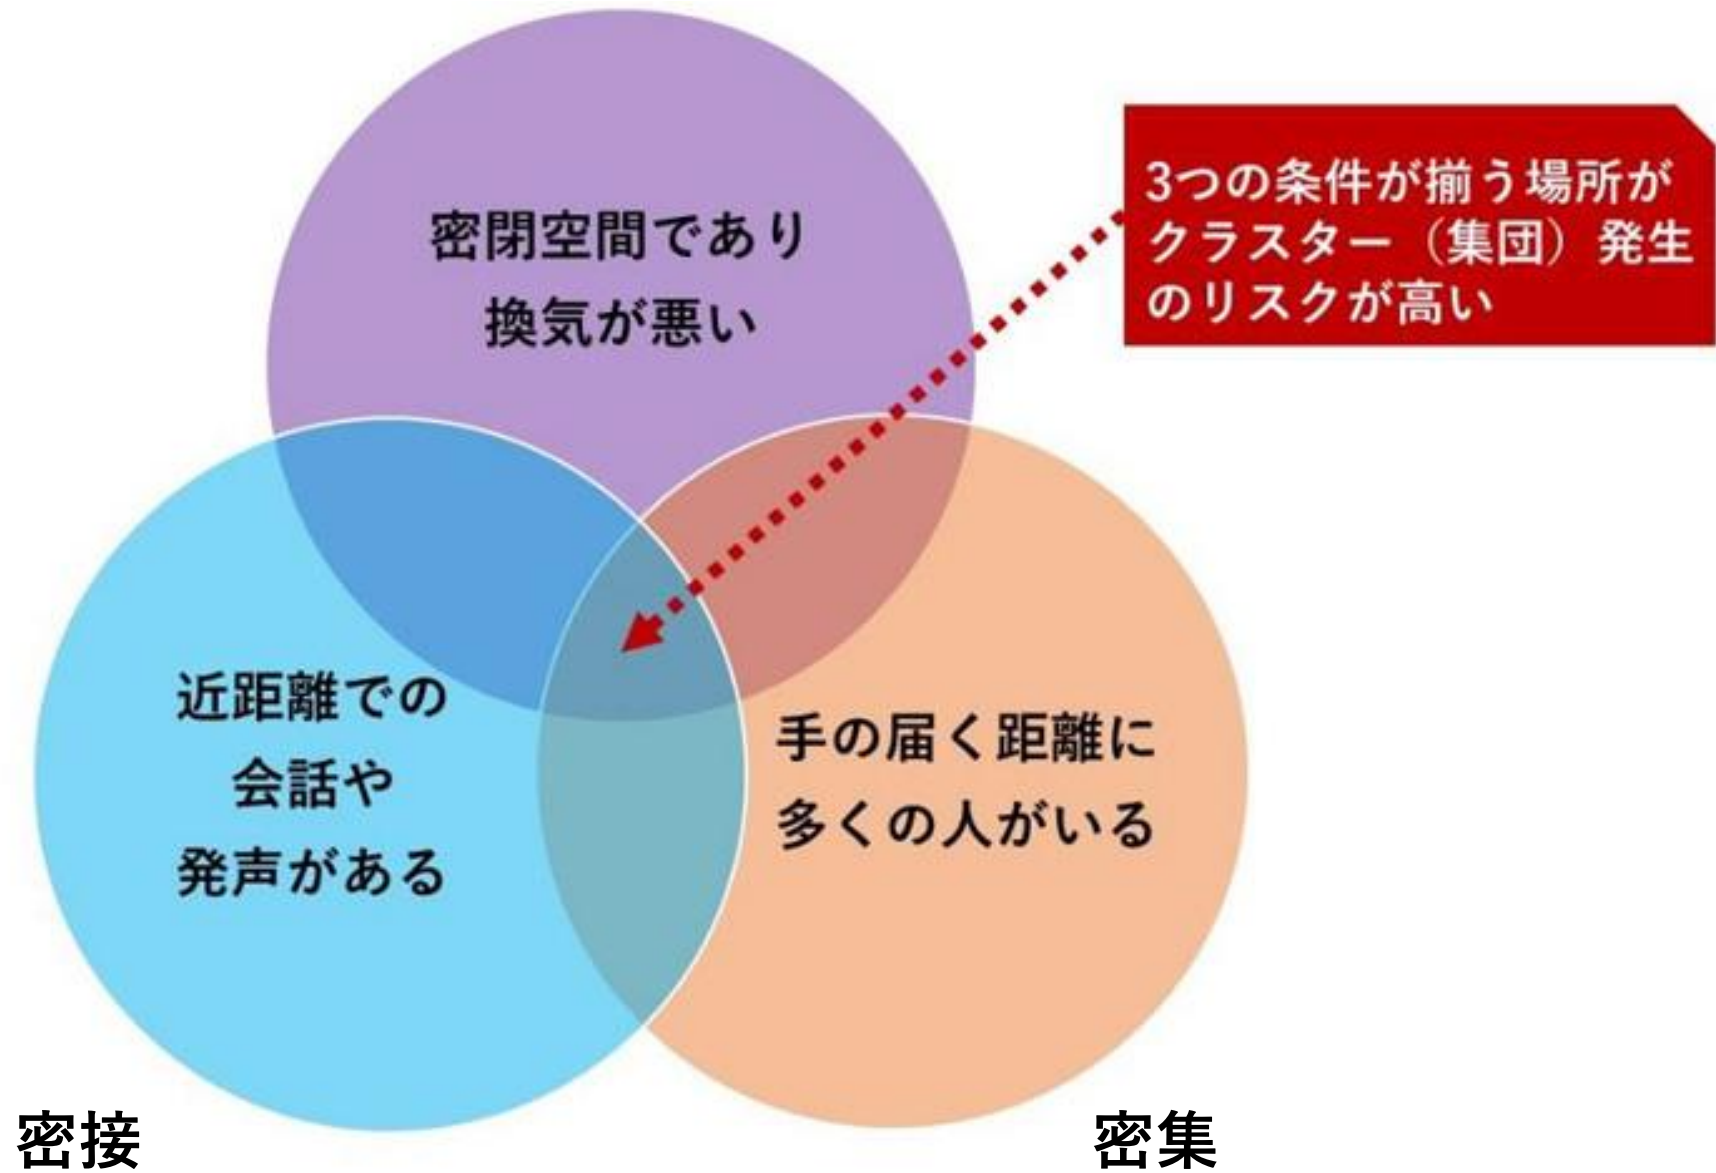 密閉空間であり
換気が悪い
3つの条件が揃う場所が
クラスター（集団）発生
のリスクが高い
近距離での
会話や
発声がある
手の届く距離に
多くの人がいる
密接
密集